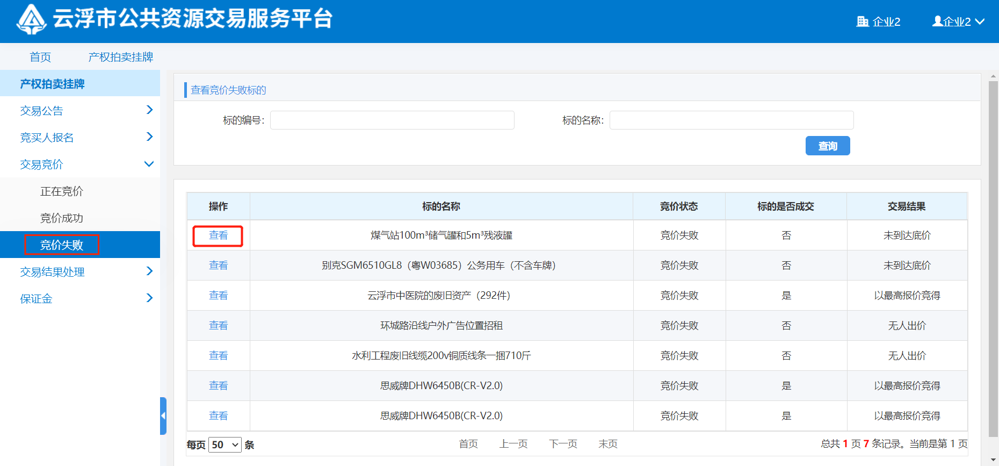 云浮市公共资源交易服务平台
企业2
企业2
首页 产权拍卖挂牌
产权拍卖挂牌
交易公告
竞买人报名
交易竞价
正在竞价
竞价成功
竞价失败
交易结果处理
保证金
查看竞价失败标的
标的编号： 标的名称：
查询
操作 标的名称 竞价状态 标的是否成交 交易结果
查看 煤气站100m³储气罐和5m³残液罐 竞价失败 否 未到达底价
查看 别克SGM6510GL8（粤W03685）公务用车（不含车牌） 竞价失败 否 未到达底价
查看 云浮市中医院的废旧资产（292件） 竞价失败 是 以最高报价竞得
查看 环城路沿线户外广告位置招租 竞价失败 否 无人出价
查看 水利工程废旧线缆200v铜质线条一捆710斤 竞价失败 否 无人出价
查看 思威牌DHW6450B(CR-V2.0) 竞价失败 是 以最高报价竞得
查看 思威牌DHW6450B(CR-V2.0) 竞价失败 是 以最高报价竞得
每页 50 条 首页 上一页 下一页 末页 总共 1 页 7 条记录。当前是第 1 页